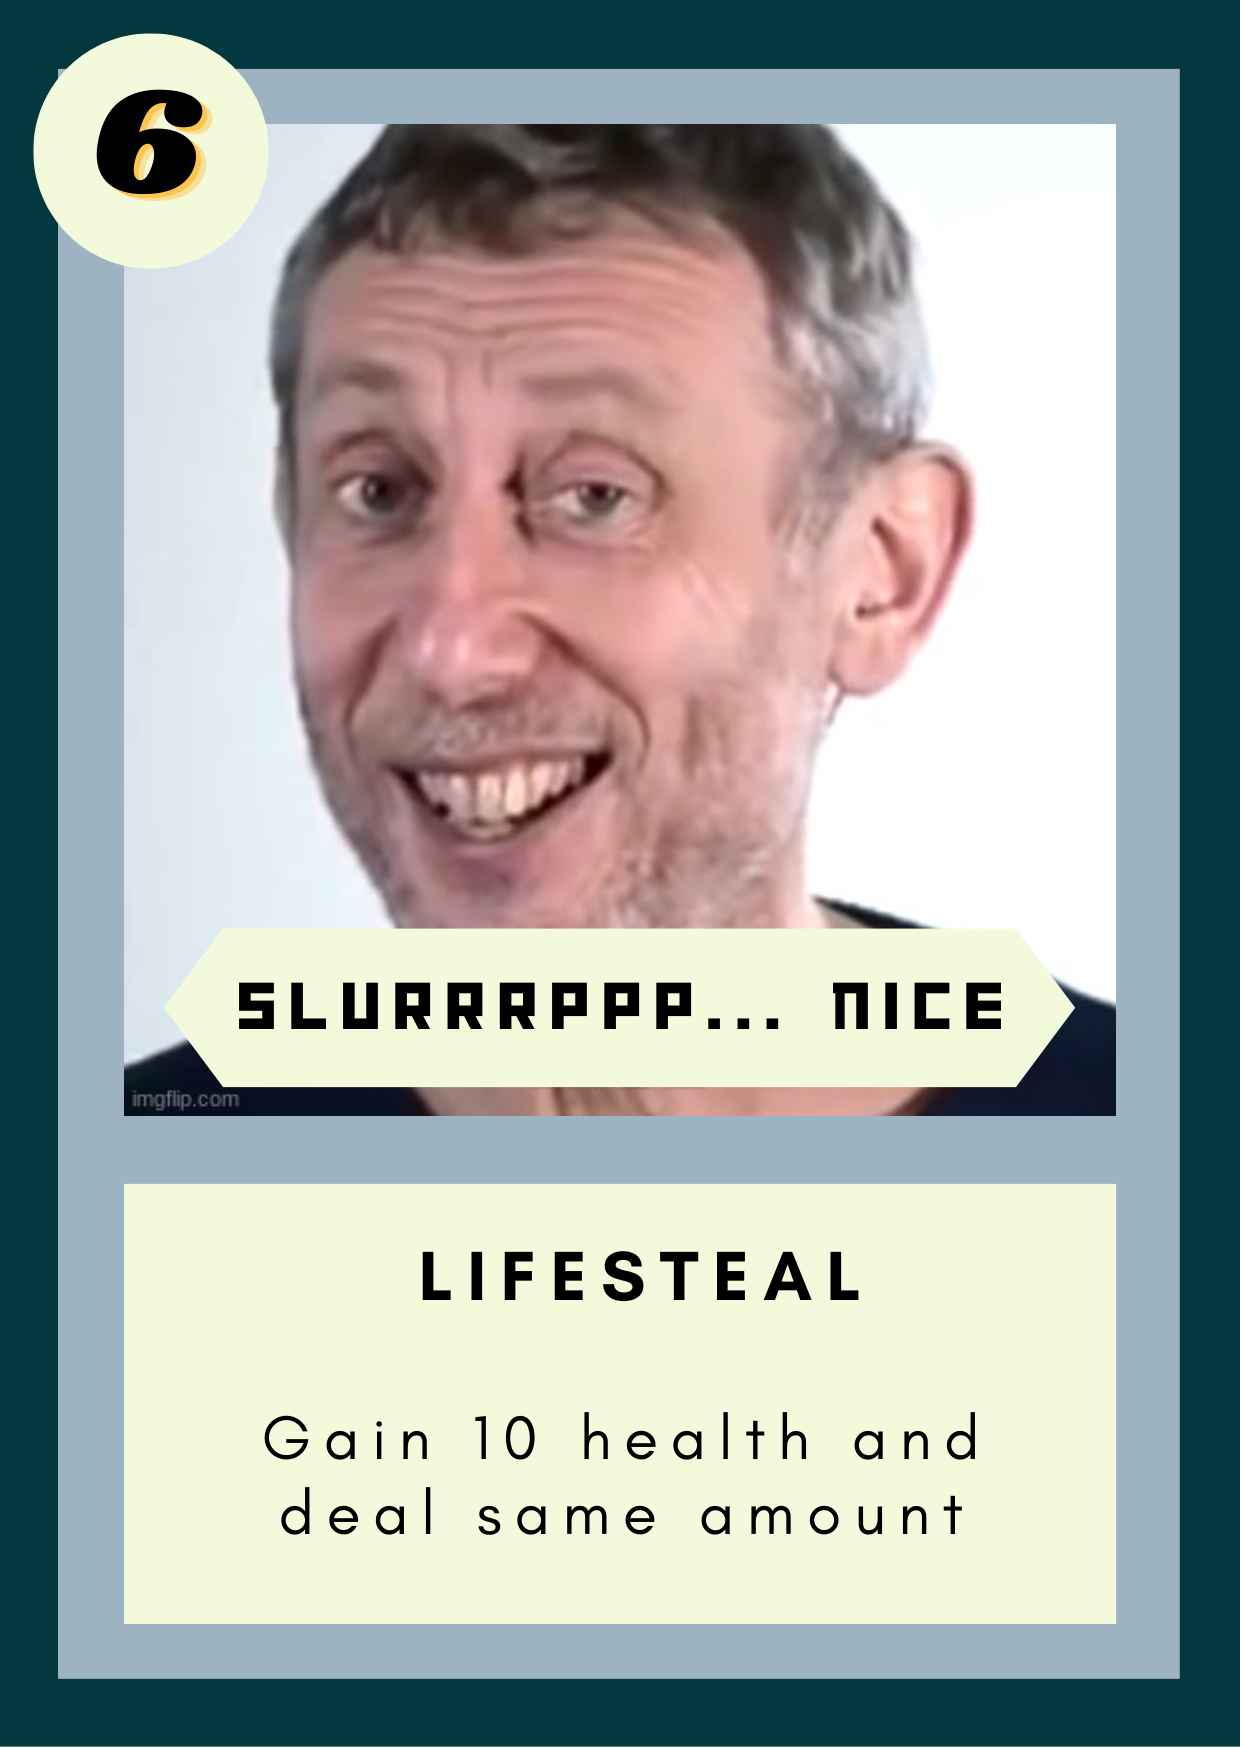 6
SLURRRPPP... NICE
imgflip.com
LIFESTEAL
Gain 10 health and
deal same amount